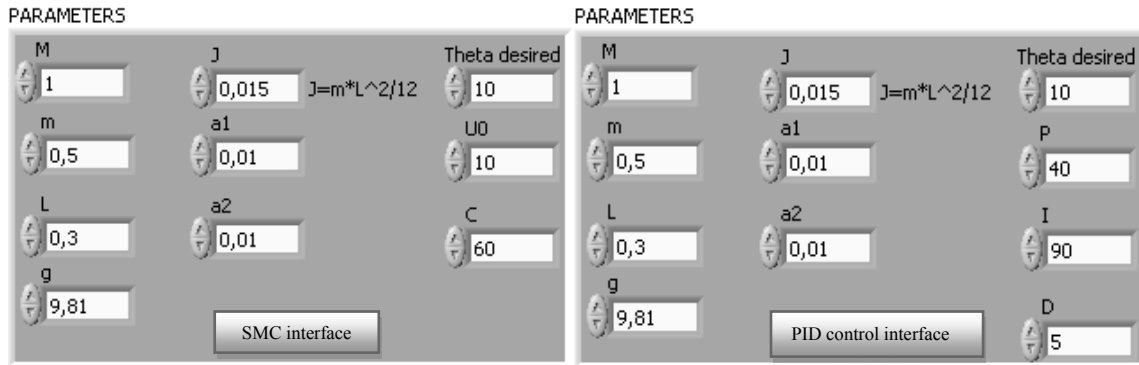 PARAMETERS
M
1
J
0,015 J=m*L^2/12
Theta desired
10
m
0,5
a1
0,01
U0
10
L
0,3
a2
0,01
C
60
g
9,81
SMC interface
PARAMETERS
M
1
J
0,015 J=m*L^2/12
Theta desired
10
m
0,5
a1
0,01
P
40
L
0,3
a2
0,01
I
90
g
9,81
D
5
PID control interface